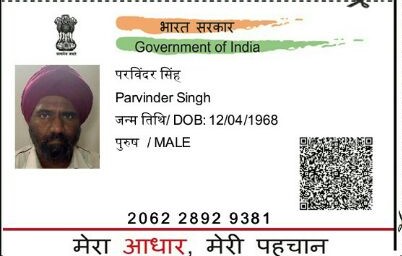 भारत सरकार
Government of India
परविंदर सिंह
Parvinder Singh
जन्म तिथि/ DOB: 12/04/1968
पुरुष / MALE
2062 2892 9381
मेरा आधार, मेरी पहचान